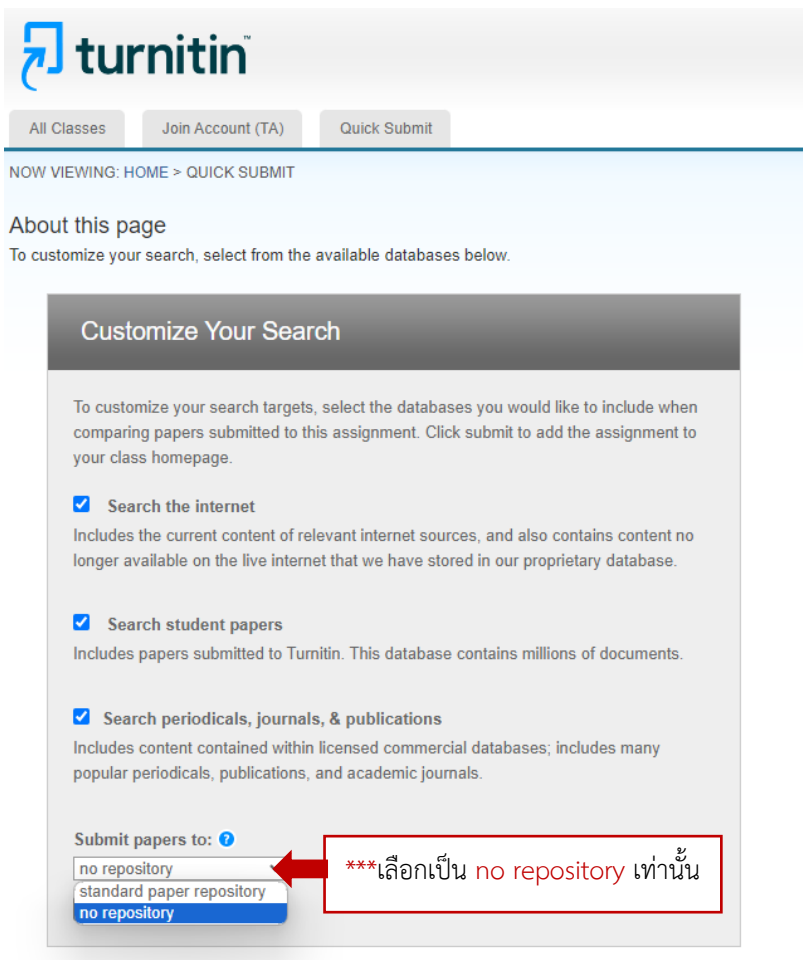 turnitin™
All Classes Join Account (TA) Quick Submit
NOW VIEWING: HOME > QUICK SUBMIT
About this page
To customize your search, select from the available databases below.
Customize Your Search
To customize your search targets, select the databases you would like to include when
comparing papers submitted to this assignment. Click submit to add the assignment to
your class homepage.
Search the internet
Includes the current content of relevant internet sources, and also contains content no
longer available on the live internet that we have stored in our proprietary database.
Search student papers
Includes papers submitted to Turnitin. This database contains millions of documents.
Search periodicals, journals, & publications
Includes content contained within licensed commercial databases; includes many
popular periodicals, publications, and academic journals.
Submit papers to: ?
no repository
***เลือกเป็น no repository เท่านั้น
standard paper repository
no repository